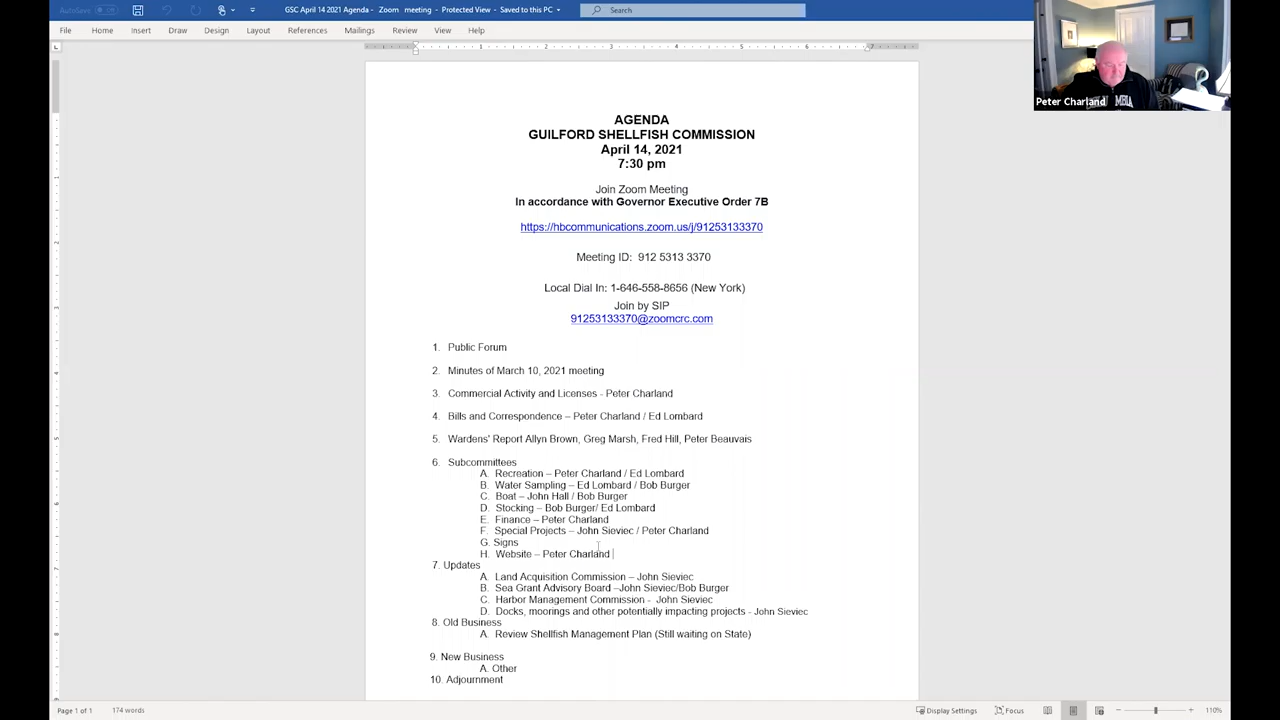 AutoSave Off
GSC April 14 2021 Agenda - Zoom meeting - Protected View - Saved to this PC
Search
File Home Insert Draw Design Layout References Mailings Review View Help
Peter Charland
AGENDA
GUILFORD SHELLFISH COMMISSION
April 14, 2021
7:30 pm
Join Zoom Meeting
In accordance with Governor Executive Order 7B
https://hbcommunications.zoom.us/j/91253133370
Meeting ID: 912 5313 3370
Local Dial In: 1-646-558-8656 (New York)
Join by SIP
91253133370@zoomcrc.com
1. Public Forum
2. Minutes of March 10, 2021 meeting
3. Commercial Activity and Licenses - Peter Charland
4. Bills and Correspondence – Peter Charland / Ed Lombard
5. Wardens' Report Allyn Brown, Greg Marsh, Fred Hill, Peter Beauvais
6. Subcommittees
A. Recreation – Peter Charland / Ed Lombard
B. Water Sampling – Ed Lombard / Bob Burger
C. Boat – John Hall / Bob Burger
D. Stocking – Bob Burger/ Ed Lombard
E. Finance – Peter Charland
F. Special Projects – John Sieviec / Peter Charland
G. Signs
H. Website – Peter Charland
7. Updates
A. Land Acquisition Commission – John Sieviec
B. Sea Grant Advisory Board –John Sieviec/Bob Burger
C. Harbor Management Commission - John Sieviec
D. Docks, moorings and other potentially impacting projects - John Sieviec
8. Old Business
A. Review Shellfish Management Plan (Still waiting on State)
9. New Business
A. Other
10. Adjournment
Page 1 of 1 174 words Display Settings Focus 110%